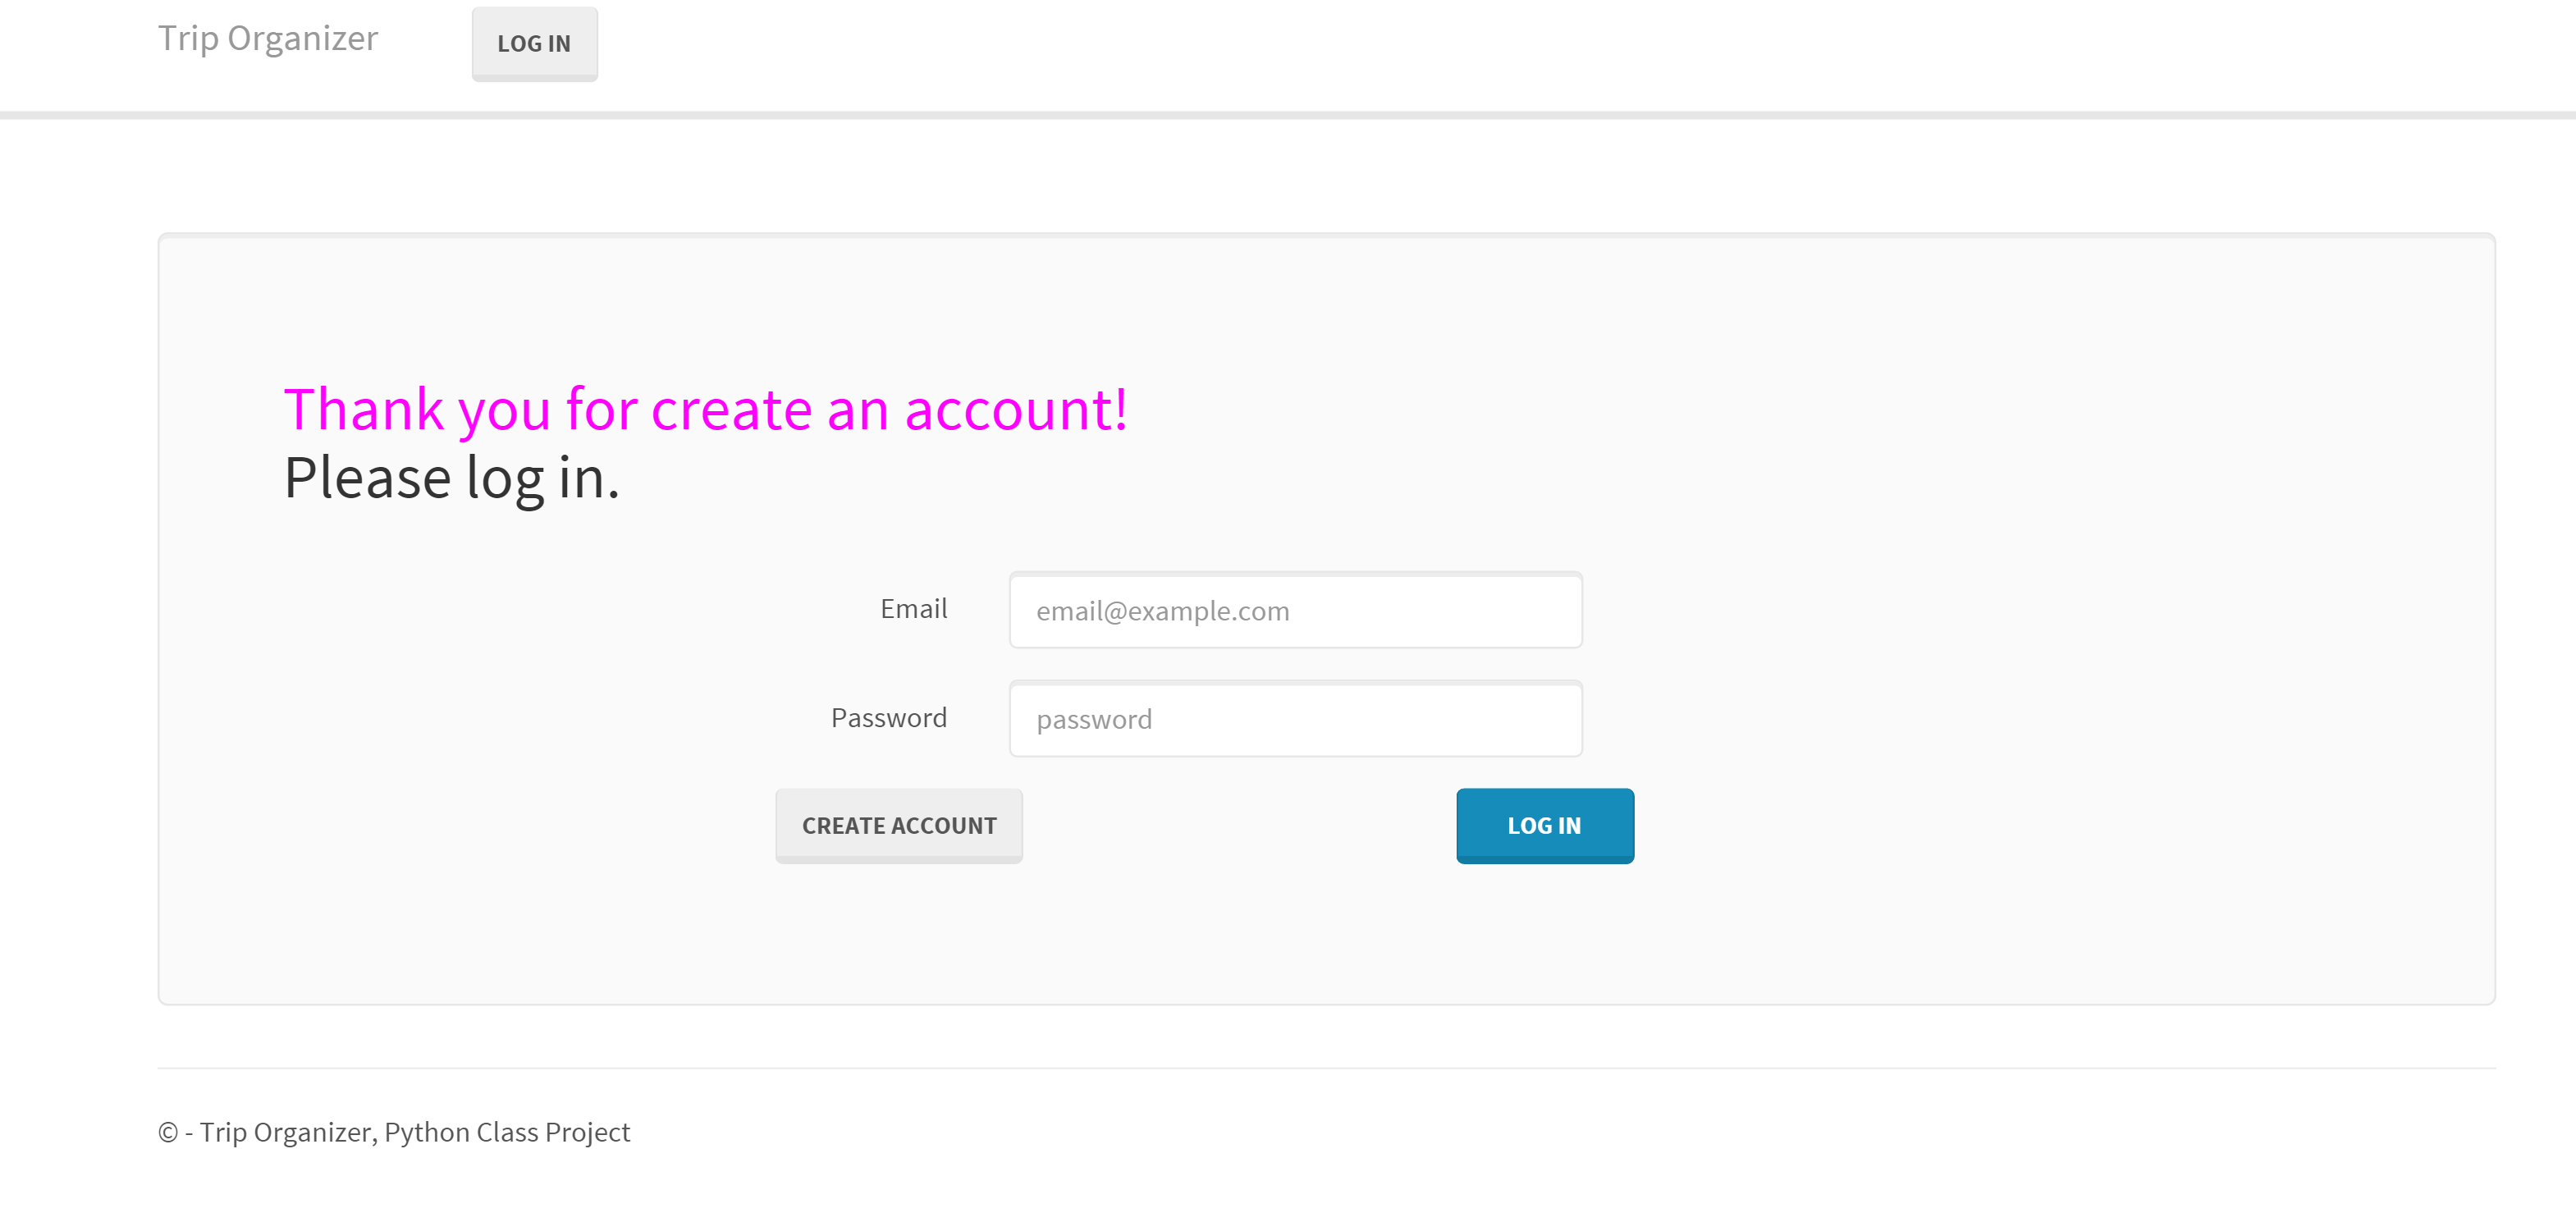 Trip Organizer LOG IN
Thank you for create an account!
Please log in.
Email email@example.com
Password password
CREATE ACCOUNT LOG IN
© - Trip Organizer, Python Class Project